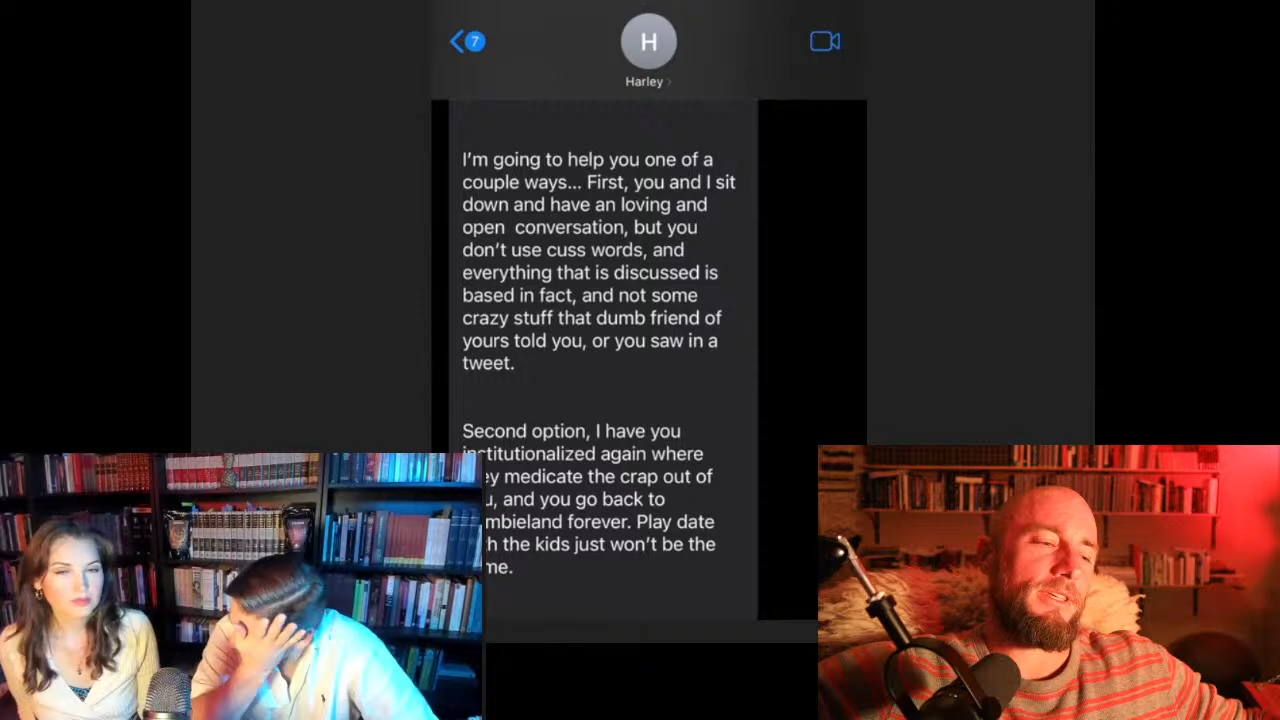 7
H
Harley
I’m going to help you one of a
couple ways... First, you and I sit
down and have an loving and
open conversation, but you
don’t use cuss words, and
everything that is discussed is
based in fact, and not some
crazy stuff that dumb friend of
yours told you, or you saw in a
tweet.
Second option, I have you
institutionalized again where
medicate the crap out of
and you go back to
forever. Play date
the kids just won’t be the